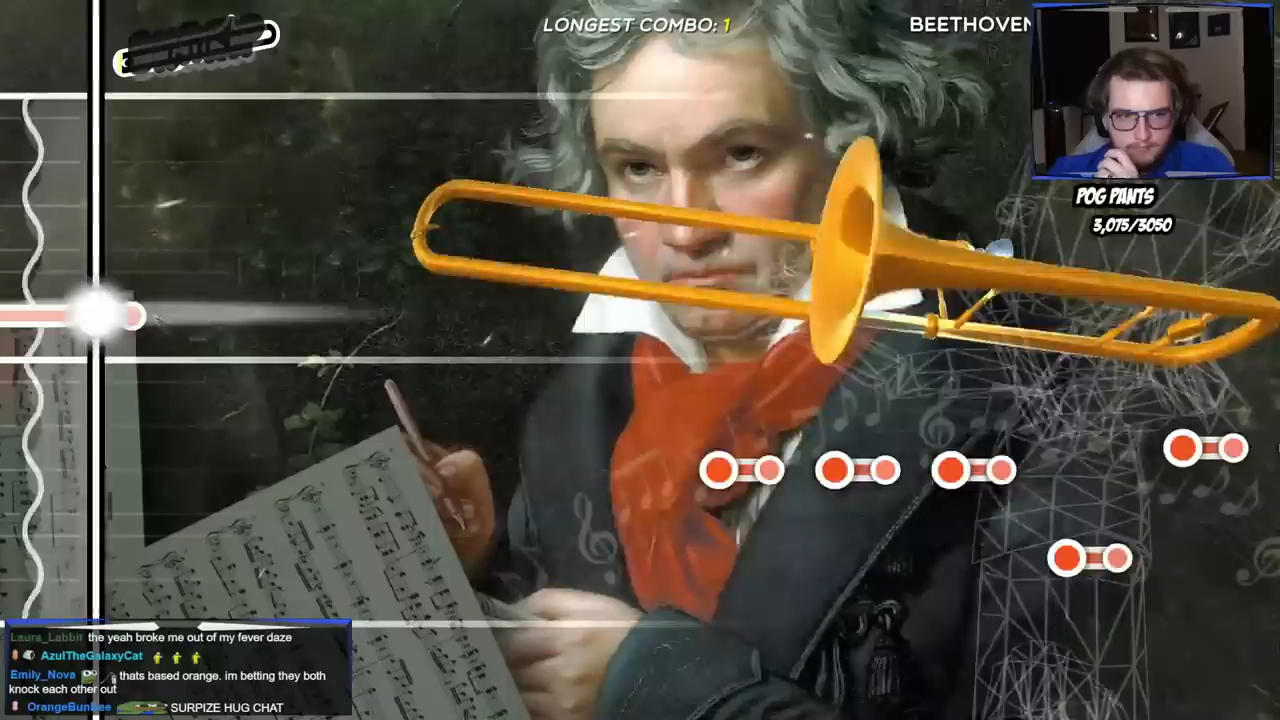 LONGEST COMBO: 1
BEETHOVEN
POG PANTS
3,075/3050
Laura_Labbit the yeah broke me out of my fever daze
AzulTheGalaxyCat
Emily_Nova thats based orange. im betting they both
knock each other out
SURPIZE HUG CHAT